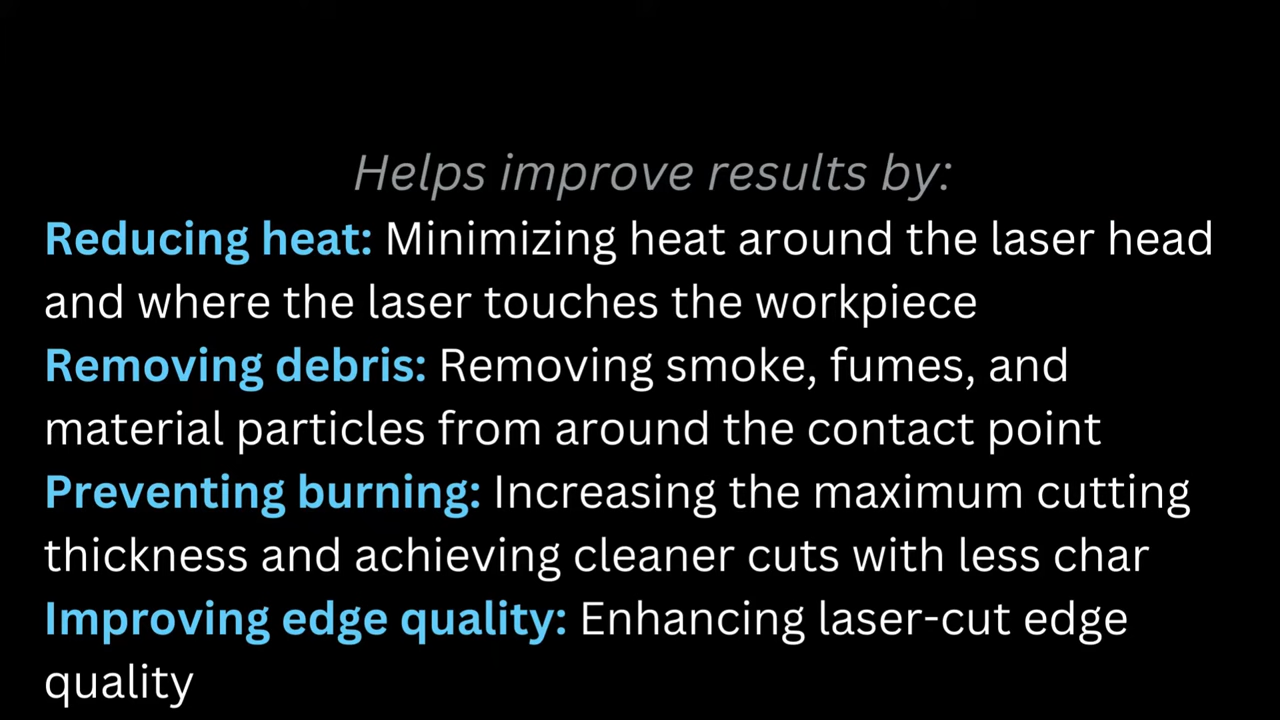 Helps improve results by:
Reducing heat: Minimizing heat around the laser head
and where the laser touches the workpiece
Removing debris: Removing smoke, fumes, and
material particles from around the contact point
Preventing burning: Increasing the maximum cutting
thickness and achieving cleaner cuts with less char
Improving edge quality: Enhancing laser-cut edge
quality